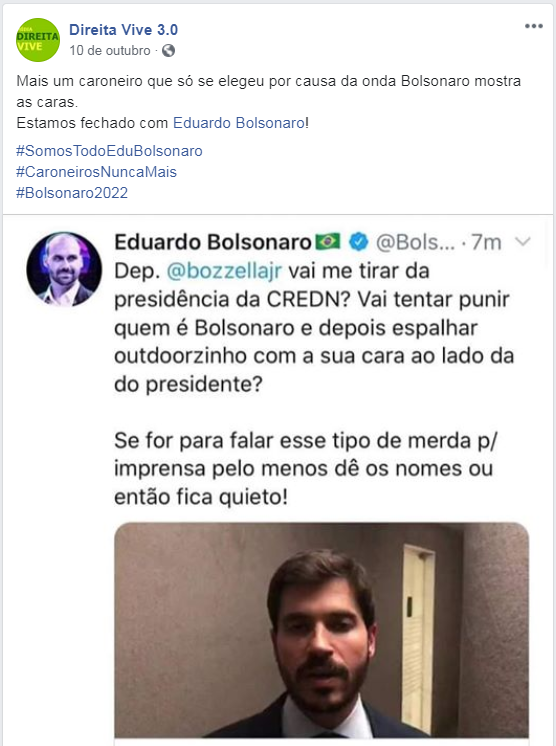 DIREITA
VIVE
Direita Vive 3.0
10 de outubro ·
Mais um caroneiro que só se elegeu por causa da onda Bolsonaro mostra
as caras.
Estamos fechado com Eduardo Bolsonaro!
#SomosTodoEduBolsonaro
#CaroneirosNuncaMais
#Bolsonaro2022
Eduardo Bolsonaro @Bols... · 7m
Dep. @bozzellajr vai me tirar da
presidência da CREDN? Vai tentar punir
quem é Bolsonaro e depois espalhar
outdoorzinho com a sua cara ao lado da
do presidente?
Se for para falar esse tipo de merda p/
imprensa pelo menos dê os nomes ou
então fica quieto!